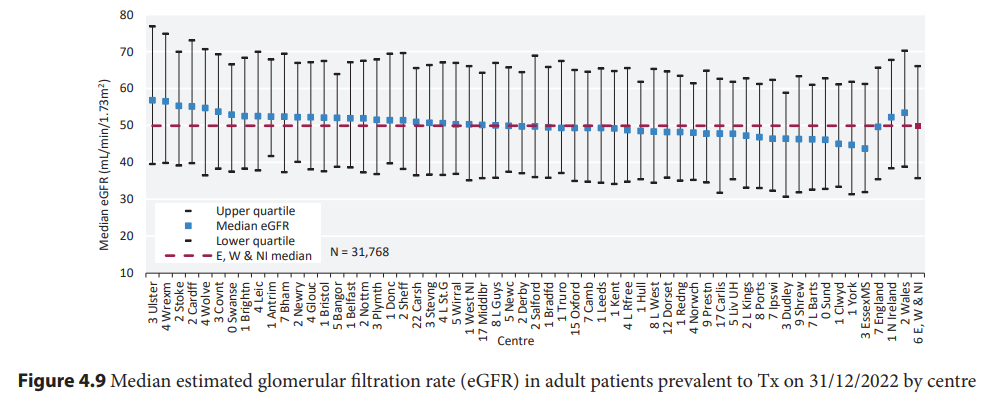 80
70
60
50
40
30
20
10
Median eGFR (mL/min/1.73m²)
Upper quartile
Median eGFR
Lower quartile
E, W & NI median
N = 31,768
3 Ulster
4 Wrexm
2 Stoke
2 Cardff
4 Wolve
3 Covnt
0 Swanse
1 Brightn
4 Leic
1 Antrim
7 Bham
2 Newry
4 Glouc
1 Bristol
5 Bangor
1 Belfast
2 Nottm
3 Plymth
1 Donc
2 Sheff
22 Carsh
3 Stevng
4 L St.G
5 Wirral
1 West NI
17 Middlbr
8 L Guys
5 Newc
2 Derby
2 Salford
1 Bradfd
1 Truro
15 Oxford
7 Camb
1 Leeds
1 Kent
4 L Rfree
1 Hull
8 L West
12 Dorset
1 Redng
4 Norwch
9 Prestn
17 Carlis
5 Liv UH
2 L Kings
8 Ports
7 Ipswi
3 Dudley
9 Shrew
7 L Barts
0 Sund
1 Clwyd
1 York
3 EssexMS
7 England
1 N Ireland
2 Wales
6 E, W & NI
Centre
Figure 4.9 Median estimated glomerular filtration rate (eGFR) in adult patients prevalent to Tx on 31/12/2022 by centre